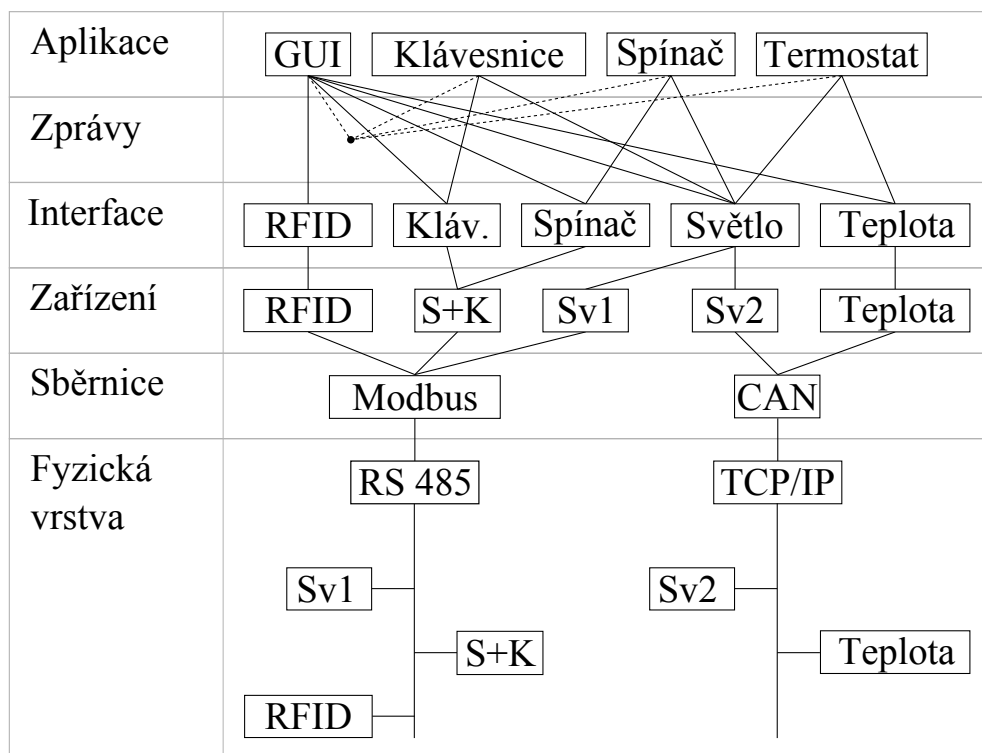 Aplikace
GUI Klávesnice Spínač Termostat
Zprávy
Interface
RFID Kláv. Spínač Světlo Teplota
Zařízení
RFID S+K Sv1 Sv2 Teplota
Sběrnice
Modbus CAN
Fyzická
vrstva
RS 485 TCP/IP
Sv1 Sv2
S+K Teplota
RFID